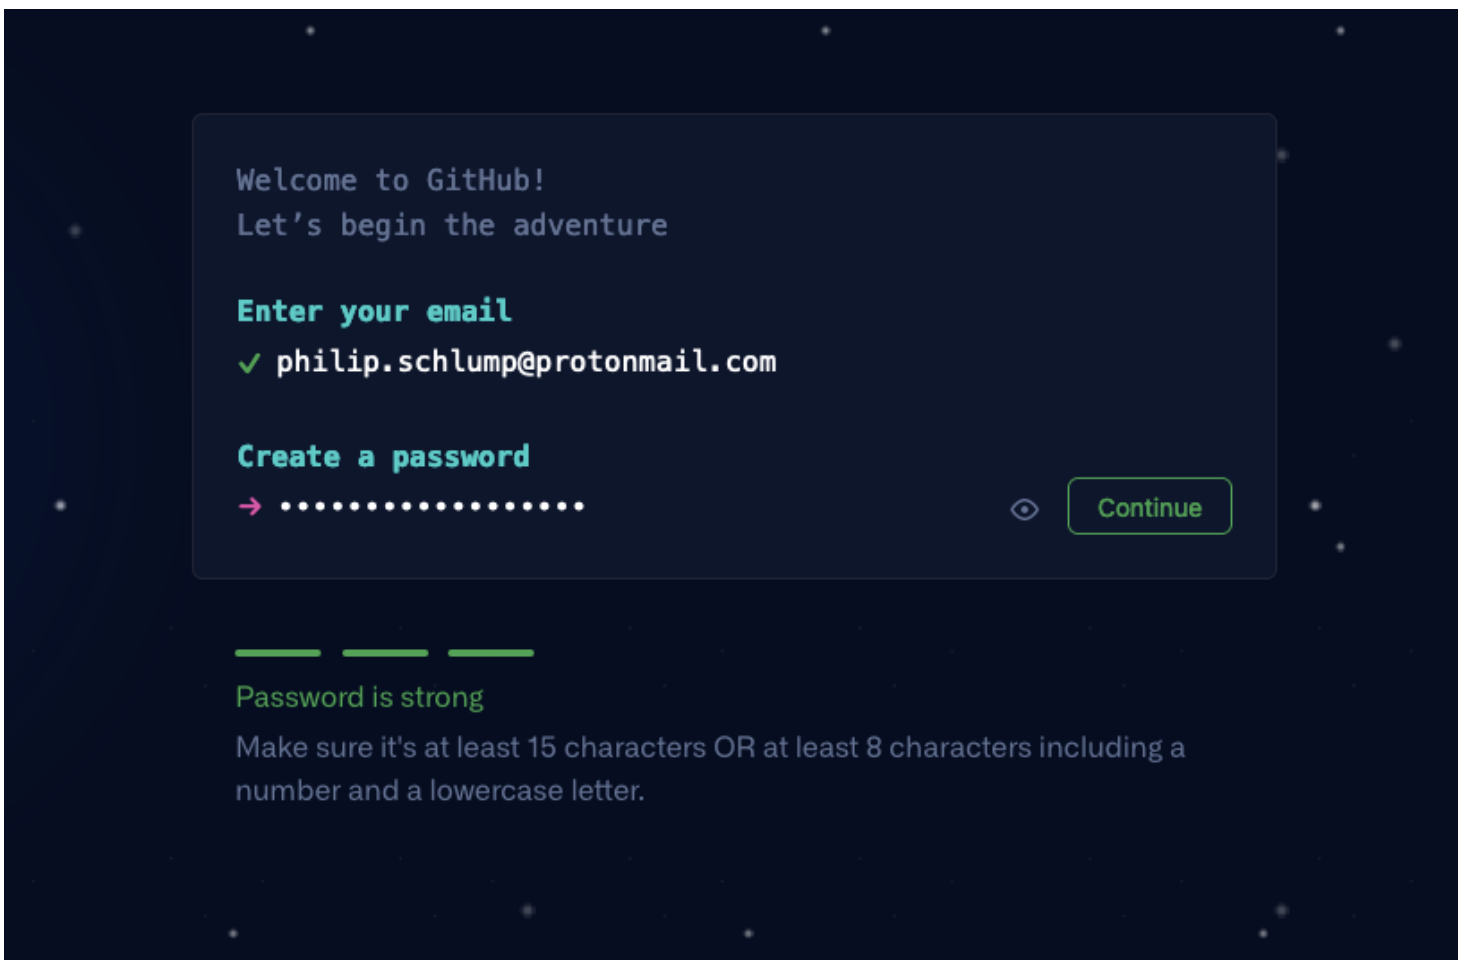 Welcome to GitHub!
Let’s begin the adventure
Enter your email
✓ philip.schlump@protonmail.com
Create a password
→ ••••••••••••••••••
Continue
Password is strong
Make sure it's at least 15 characters OR at least 8 characters including a
number and a lowercase letter.